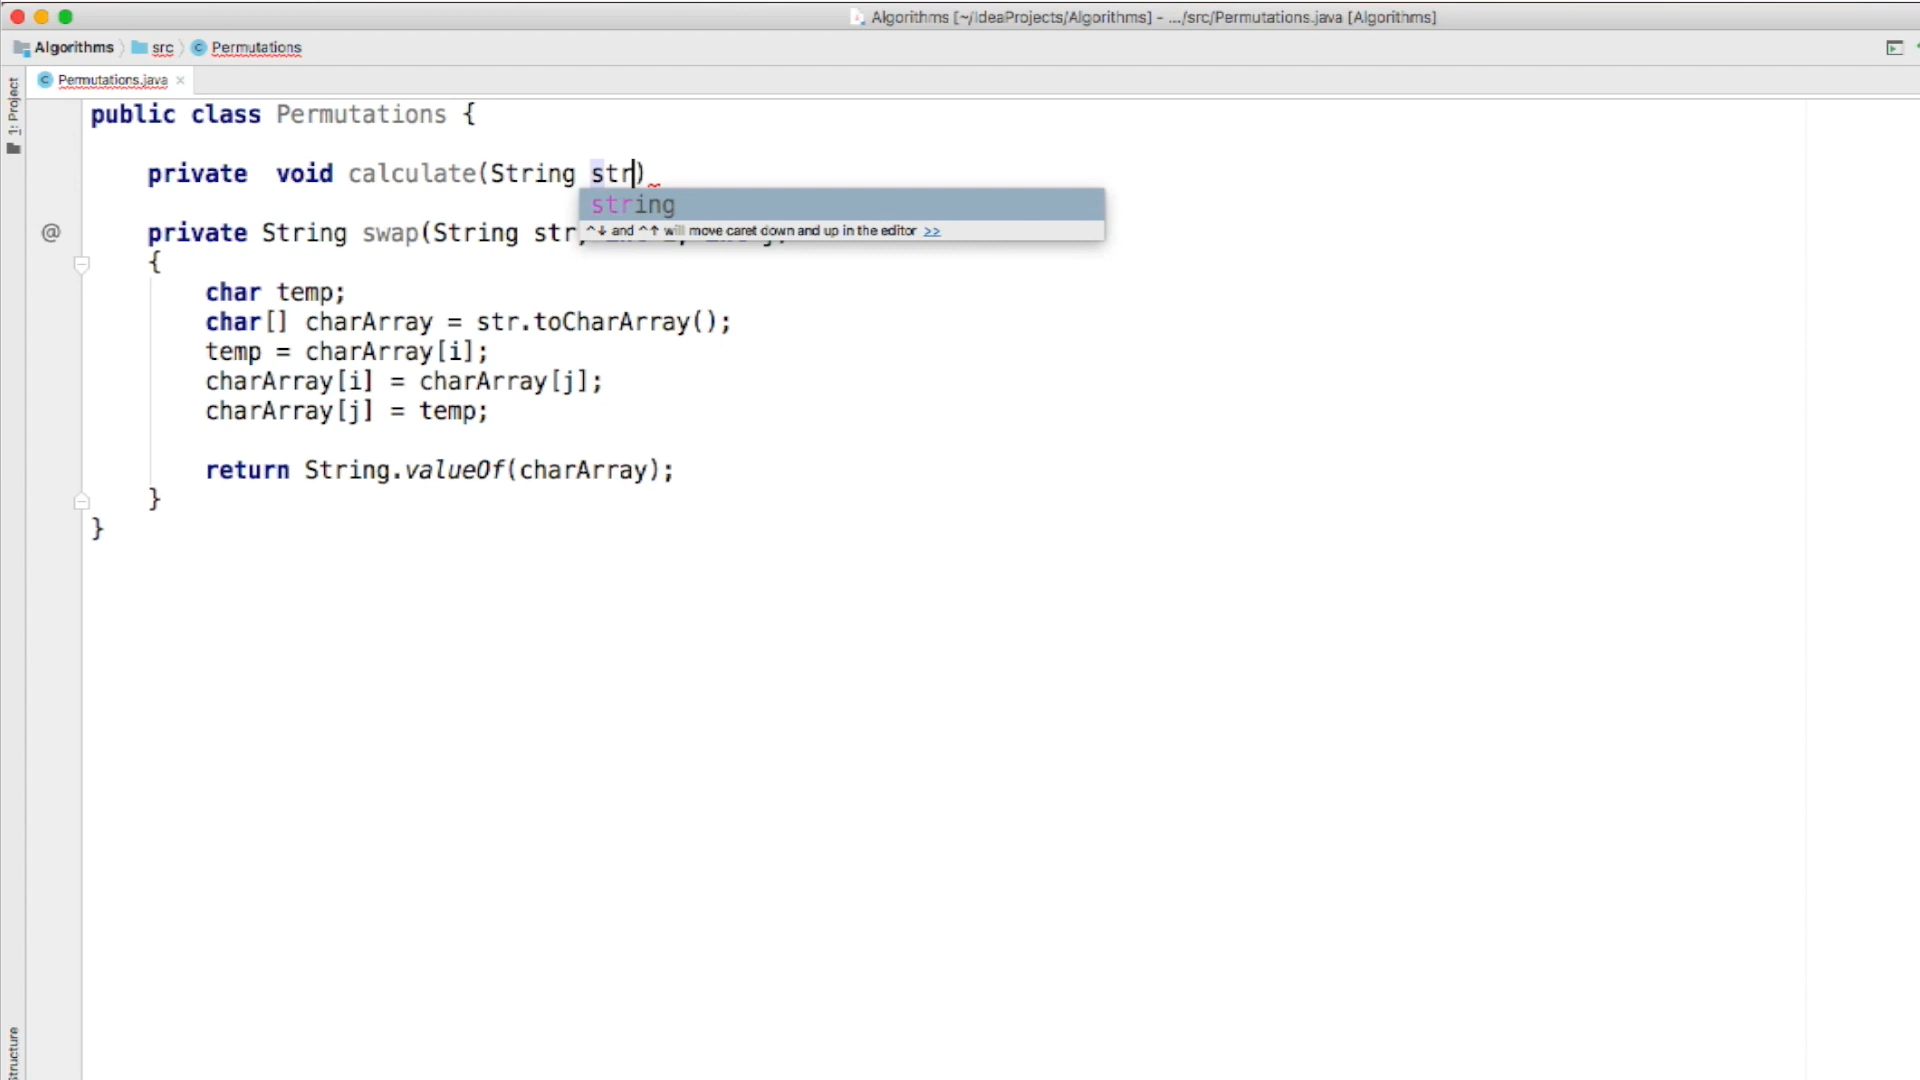 Algorithms [~/IdeaProjects/Algorithms] - .../src/Permutations.java [Algorithms]
Algorithms src Permutations
1: Project
Permutations.java
public class Permutations {
private  void calculate(String str)
string
^↓ and ^↑ will move caret down and up in the editor >>
@
private String swap(String str,
{
char temp;
char[] charArray = str.toCharArray();
temp = charArray[i];
charArray[i] = charArray[j];
charArray[j] = temp;
return String.valueOf(charArray);
}
}
Structure